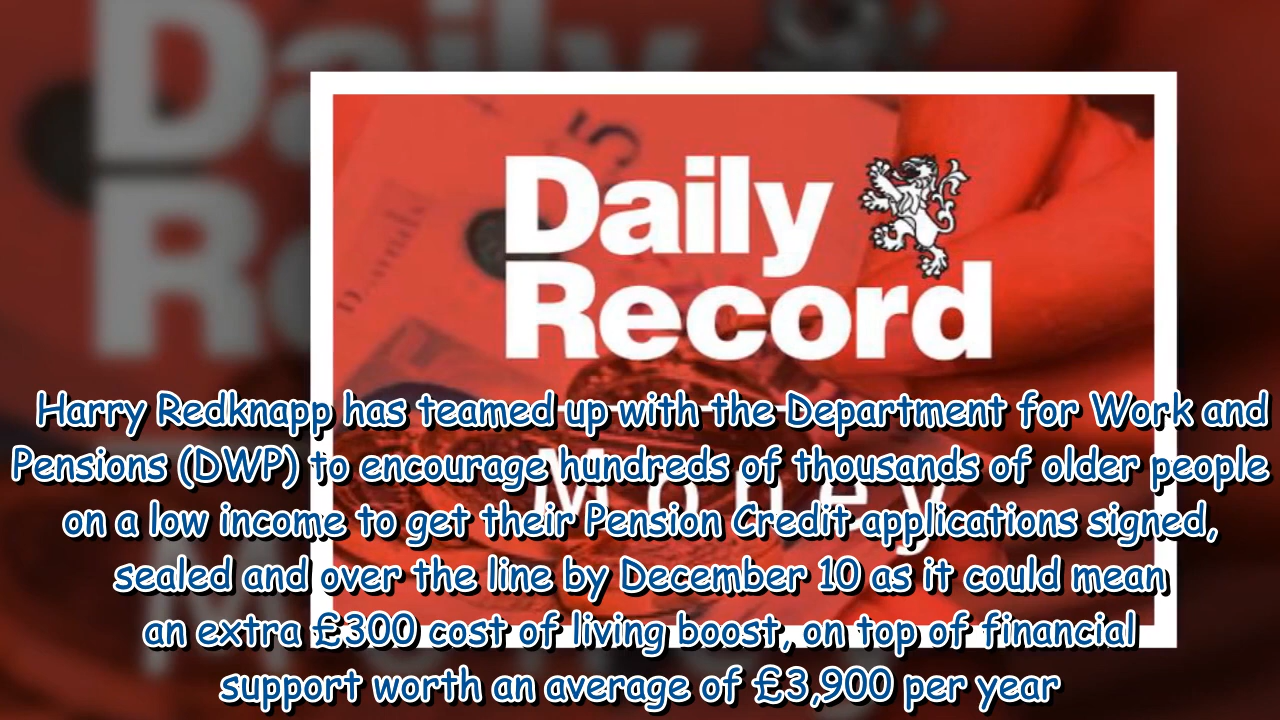 Daily
Record
Money
Harry Redknapp has teamed up with the Department for Work and
Pensions (DWP) to encourage hundreds of thousands of older people
on a low income to get their Pension Credit applications signed,
sealed and over the line by December 10 as it could mean
an extra £300 cost of living boost, on top of financial
support worth an average of £3,900 per year